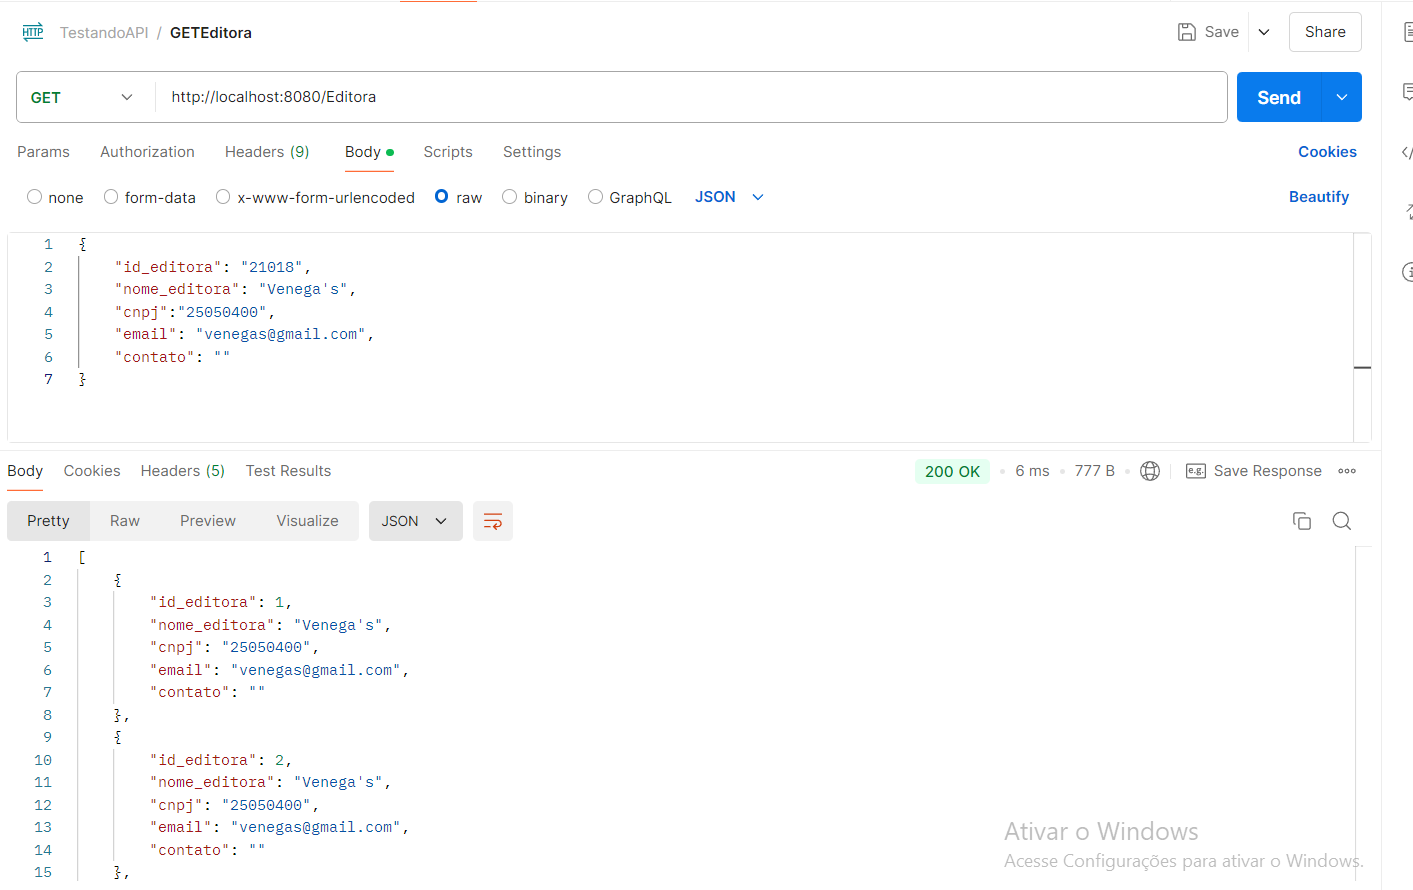 HTTP TestandoAPI / GETEditora Save Share
GET http://localhost:8080/Editora Send
Params Authorization Headers (9) Body Scripts Settings Cookies
none form-data x-www-form-urlencoded raw binary GraphQL JSON Beautify
1 {
2 "id_editora": "21018",
3 "nome_editora": "Venega's",
4 "cnpj":"25050400",
5 "email": "venegas@gmail.com",
6 "contato": ""
7 }
Body Cookies Headers (5) Test Results 200 OK 6 ms 777 B e.g. Save Response
Pretty Raw Preview Visualize JSON
1 [
2 {
3 "id_editora": 1,
4 "nome_editora": "Venega's",
5 "cnpj": "25050400",
6 "email": "venegas@gmail.com",
7 "contato": ""
8 },
9 {
10 "id_editora": 2,
11 "nome_editora": "Venega's",
12 "cnpj": "25050400",
13 "email": "venegas@gmail.com",
14 "contato": ""
15 },
Ativar o Windows
Acesse Configurações para ativar o Windows.